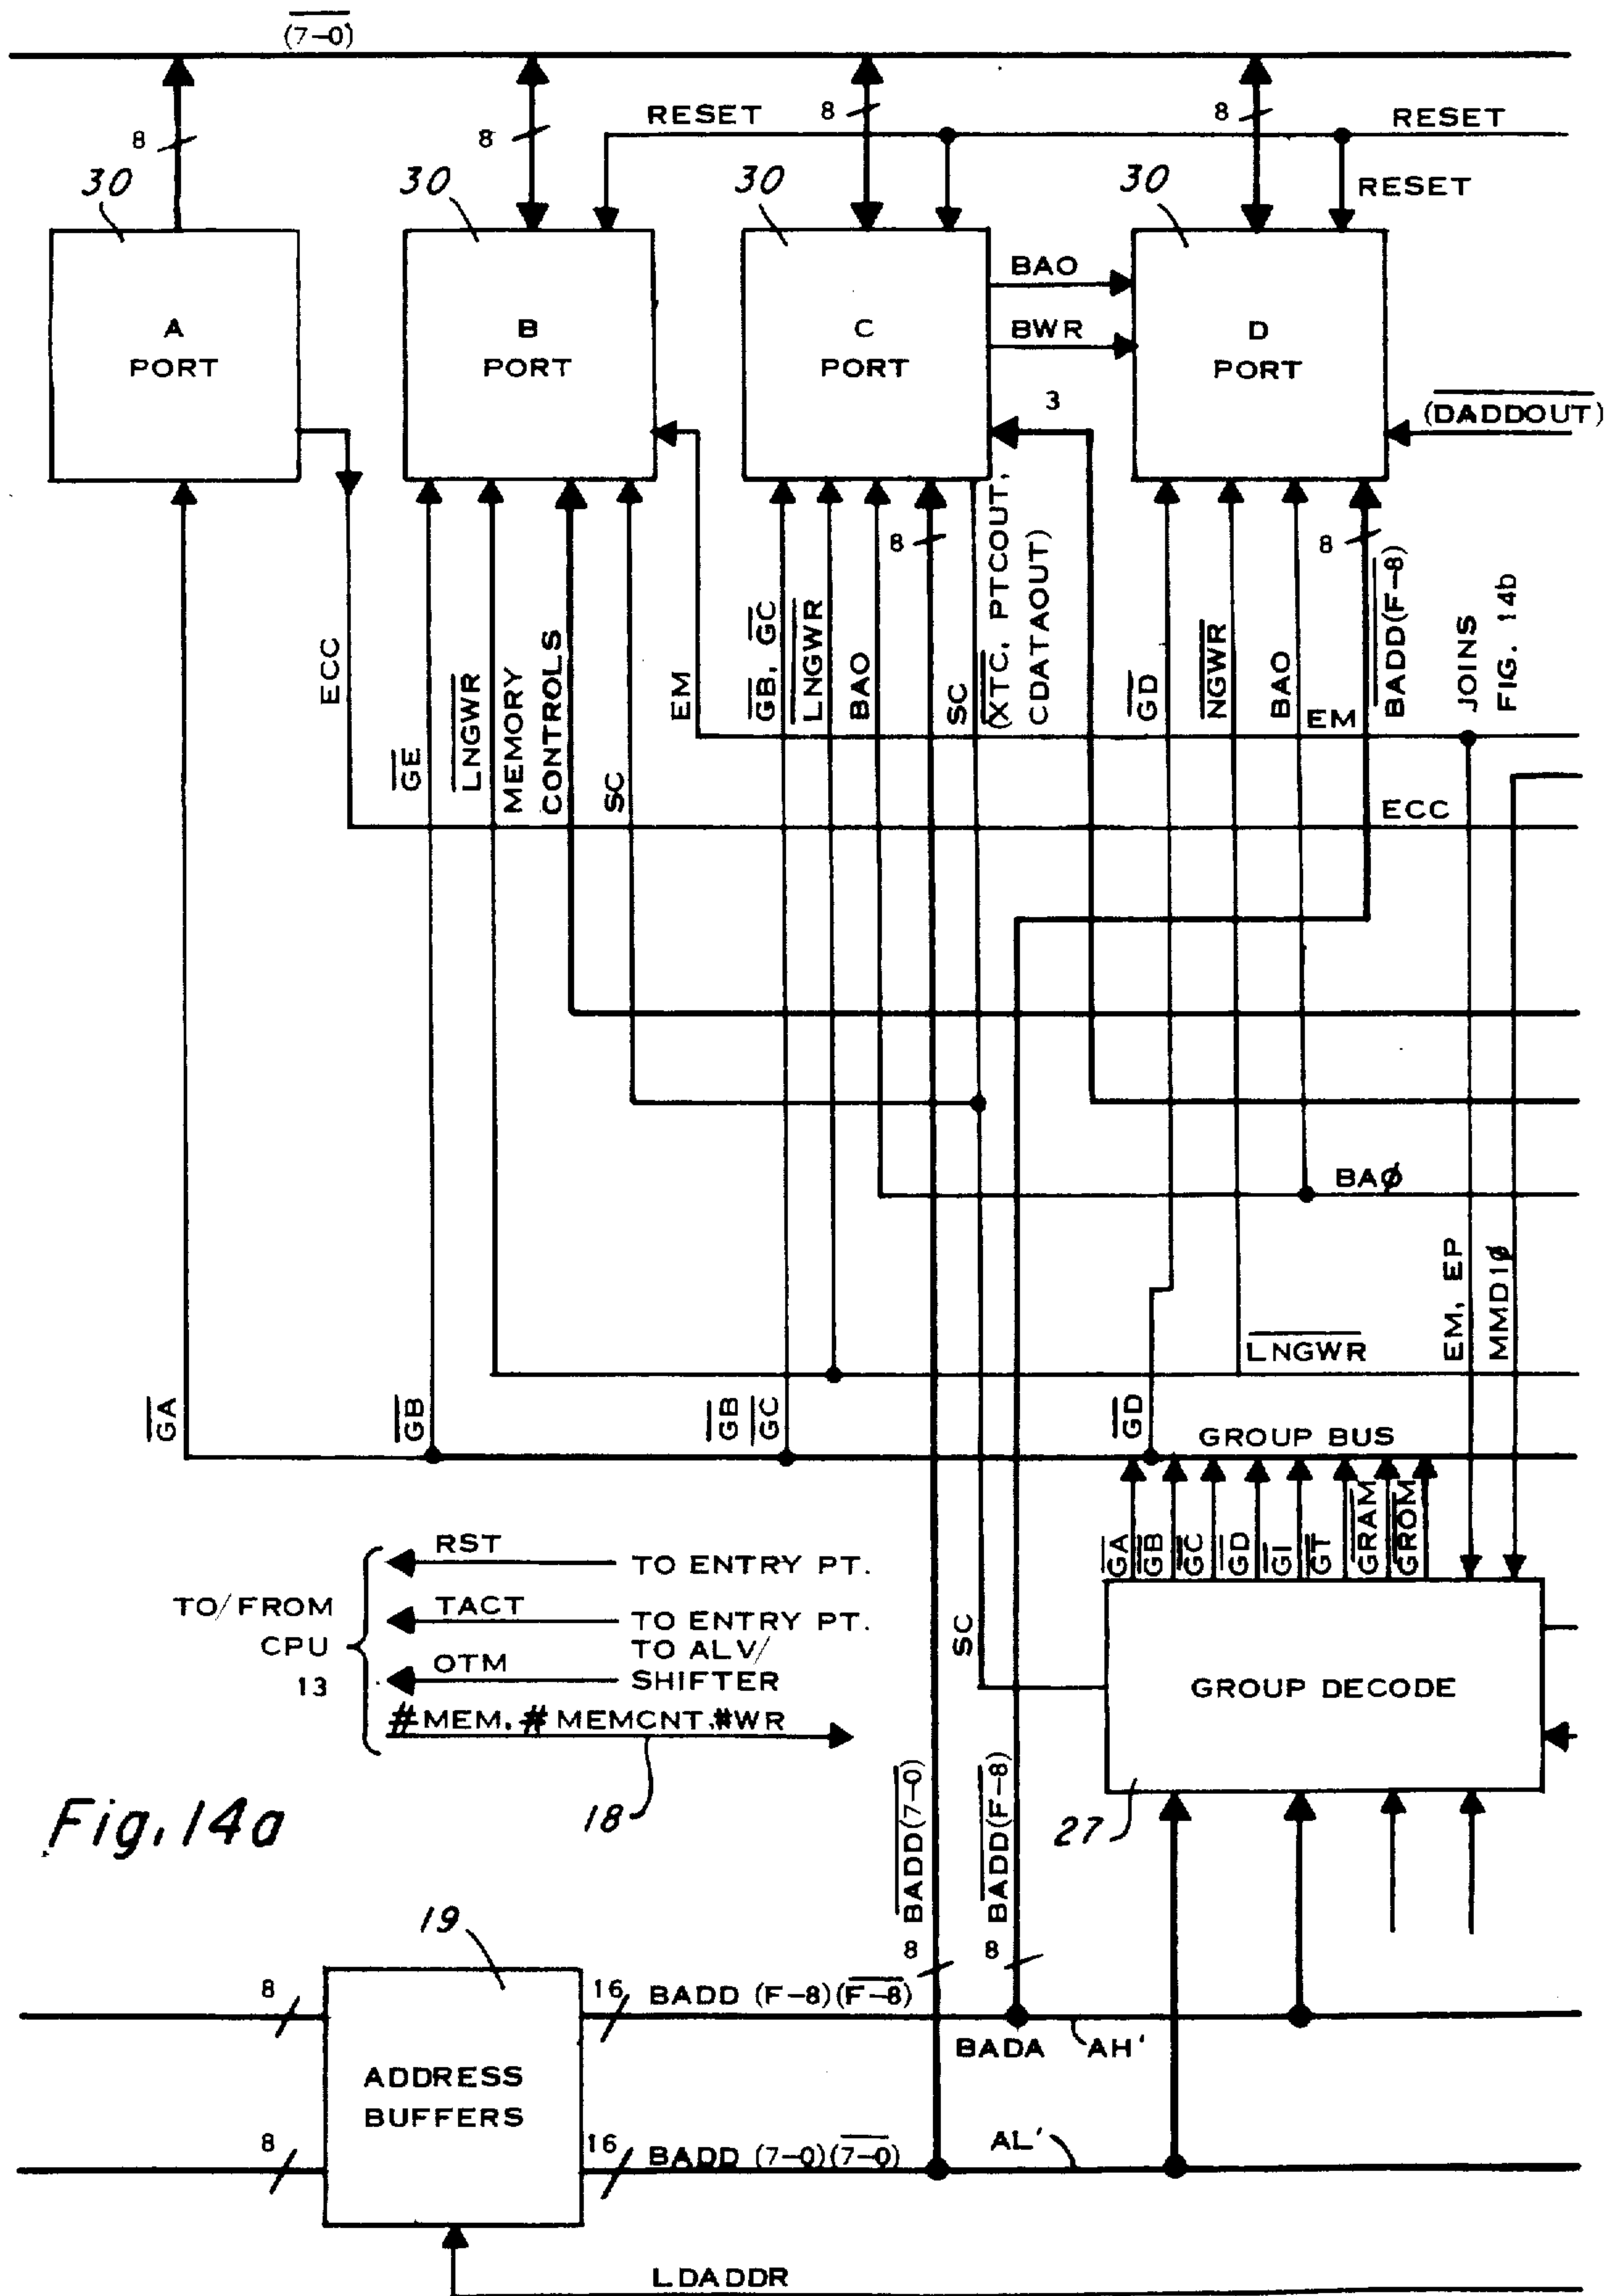 (7-0)
8
8
RESET
8
8
RESET
30
30
30
30
RESET
A
PORT
B
PORT
C
PORT
D
PORT
BAO
BWR
3
(DADDOUT)
8
8
ECC
GE
LNGWR
MEMORY
CONTROLS
SC
EM
GB, GC
LNGWR
BAO
SC
(XTC, PTCOUT,
CDATAOUT)
GD
NGWR
BAO
EM
BADD(F-8)
JOINS
FIG. 14b
ECC
BAØ
EM, EP
MMD1Ø
LNGWR
GA
GB
GB
GC
GD
GROUP BUS
GA
GB
GC
GD
GI
GT
GRAM
GROM
TO/FROM
CPU
13
RST
TO ENTRY PT.
TACT
TO ENTRY PT.
OTM
TO ALV/
SHIFTER
#MEM, #MEMCNT, #WR
18
SC
GROUP DECODE
27
BADD(7-0)
BADD(F-8)
Fig. 14a
19
8
8
8
16
BADD (F-8)(F-8)
BADA
AH'
ADDRESS
BUFFERS
8
16
BADD (7-0)(7-0)
AL'
LDADDR